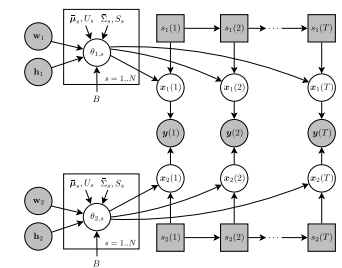 μ̄ₛ, Uₛ Σ̄ₛ, Sₛ
w₁
h₁
θ₁,ₛ
s = 1..N
B
s₁(1) s₁(2) ··· s₁(T)
x₁(1) x₁(2) x₁(T)
y(1) y(2) y(T)
x₂(1) x₂(2) x₂(T)
μ̄ₛ, Uₛ Σ̄ₛ, Sₛ
w₂
h₂
θ₂,ₛ
s = 1..N
B
s₂(1) s₂(2) ··· s₂(T)